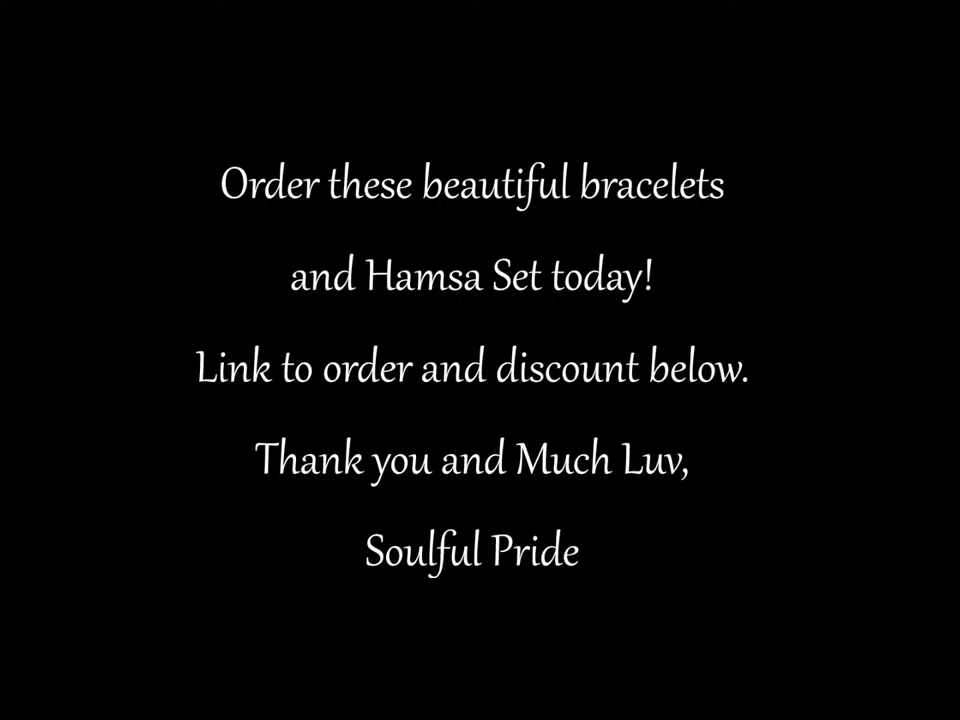 Order these beautiful bracelets
and Hamsa Set today!
Link to order and discount below.
Thank you and Much Luv,
Soulful Pride